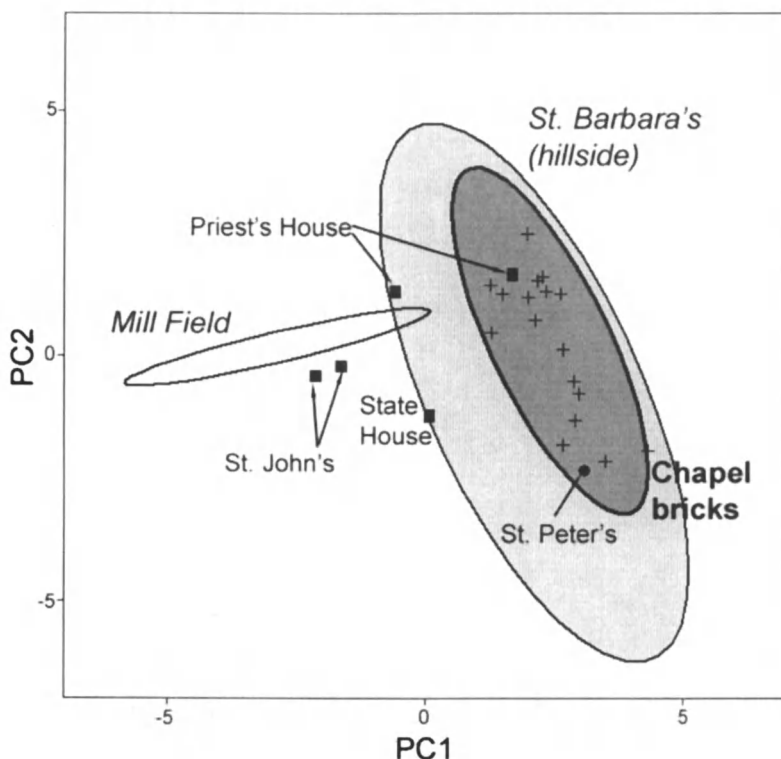 St. Barbara's
(hillside)
Priest's House
Mill Field
State
House
St. John's
Chapel
bricks
St. Peter's
PC2
5
0
-5
-5
0
5
PC1